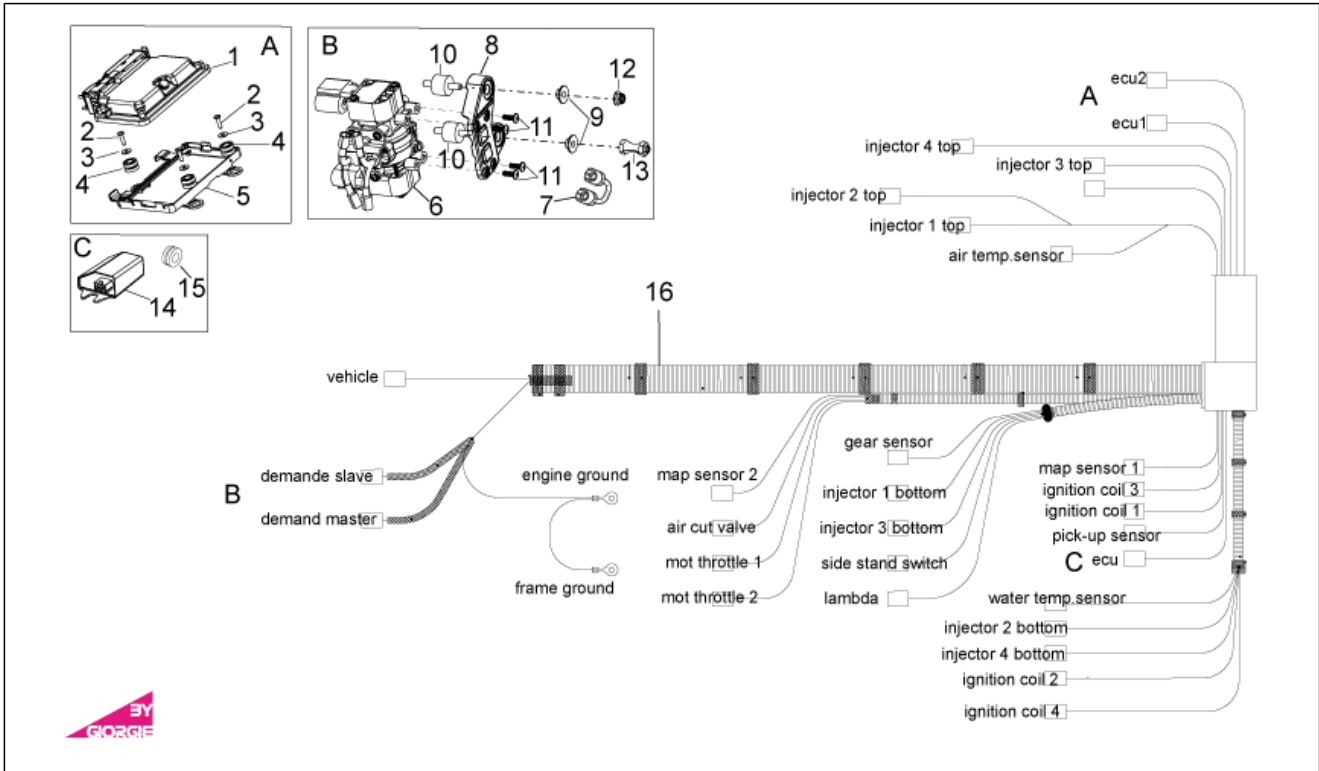 A
1
2
2
3
3
4
4
5
B
8
10
12
9
11
10
13
11
6
7
C
15
14
A
ecu2
ecu1
injector 4 top
injector 3 top
injector 2 top
injector 1 top
air temp.sensor
16
vehicle
B
demande slave
demand master
engine ground
frame ground
map sensor 2
air cut valve
mot throttle 1
mot throttle 2
gear sensor
injector 1 bottom
injector 3 bottom
side stand switch
lambda
map sensor 1
ignition coil 3
ignition coil 1
pick-up sensor
C ecu
water temp.sensor
injector 2 bottom
injector 4 bottom
ignition coil 2
ignition coil 4
BY
GIORGIE